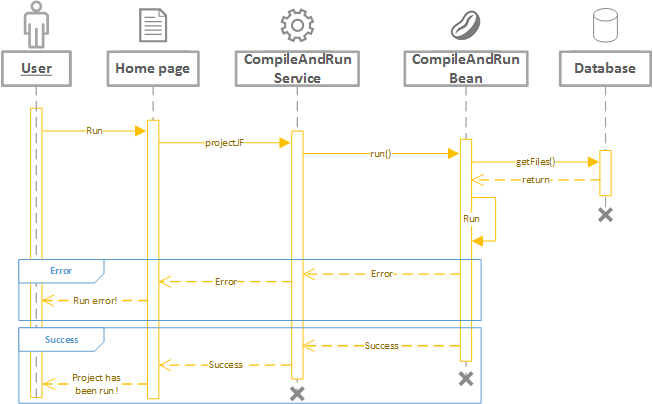 User
Home page
CompileAndRun
Service
CompileAndRun
Bean
Database
Run
projectJF
run()
getFiles()
return
Run
Error
Error
Error
Run error!
Success
Success
Success
Project has
been run !